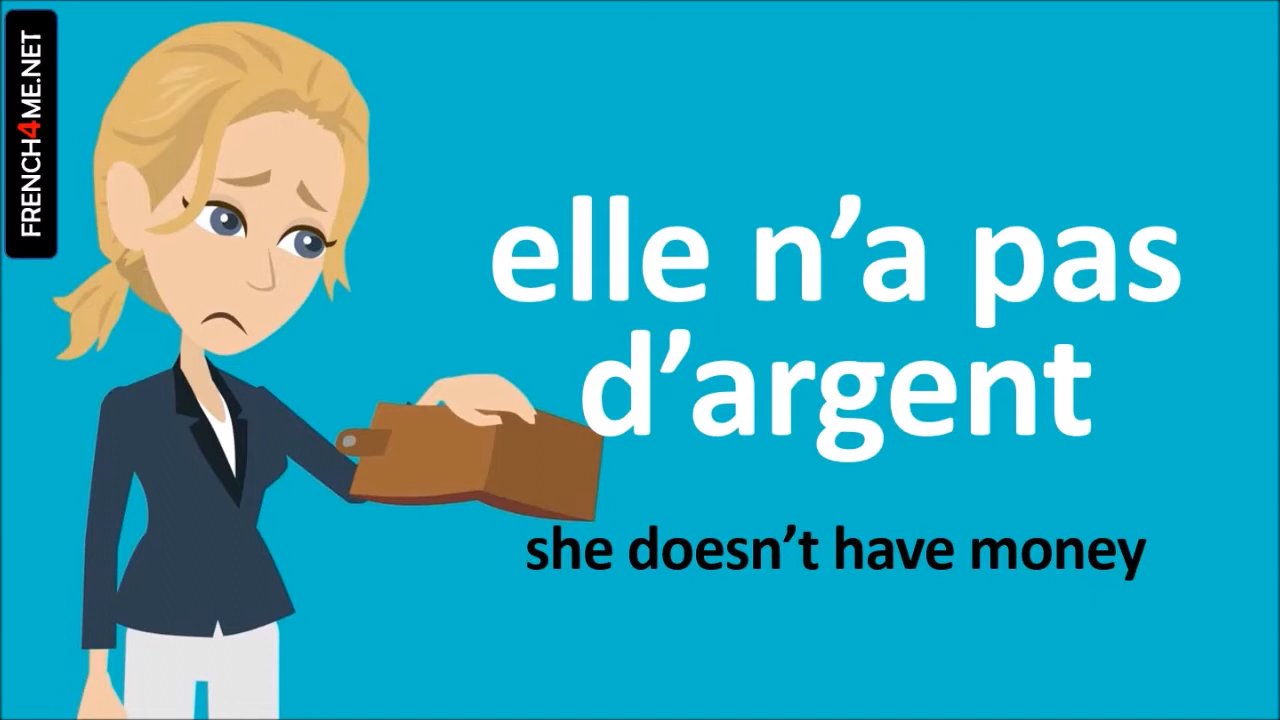 FRENCH4ME.NET
elle n’a pas
d’argent
she doesn’t have money